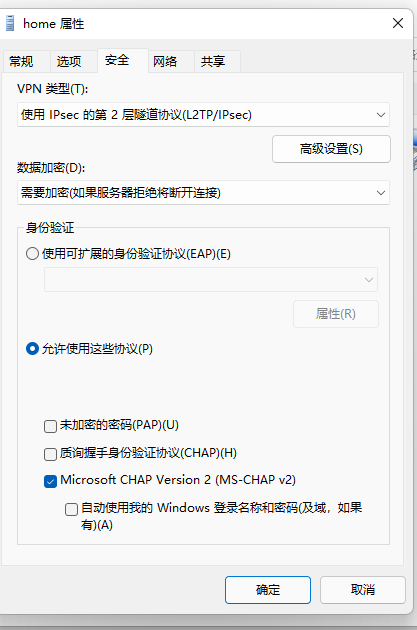 home 属性
常规 选项 安全 网络 共享
VPN 类型(T):
使用 IPsec 的第 2 层隧道协议(L2TP/IPsec)
高级设置(S)
数据加密(D):
需要加密(如果服务器拒绝将断开连接)
身份验证
使用可扩展的身份验证协议(EAP)(E)
属性(R)
允许使用这些协议(P)
未加密的密码(PAP)(U)
质询握手身份验证协议(CHAP)(H)
Microsoft CHAP Version 2 (MS-CHAP v2)
自动使用我的 Windows 登录名称和密码(及域，如果
有)(A)
确定 取消